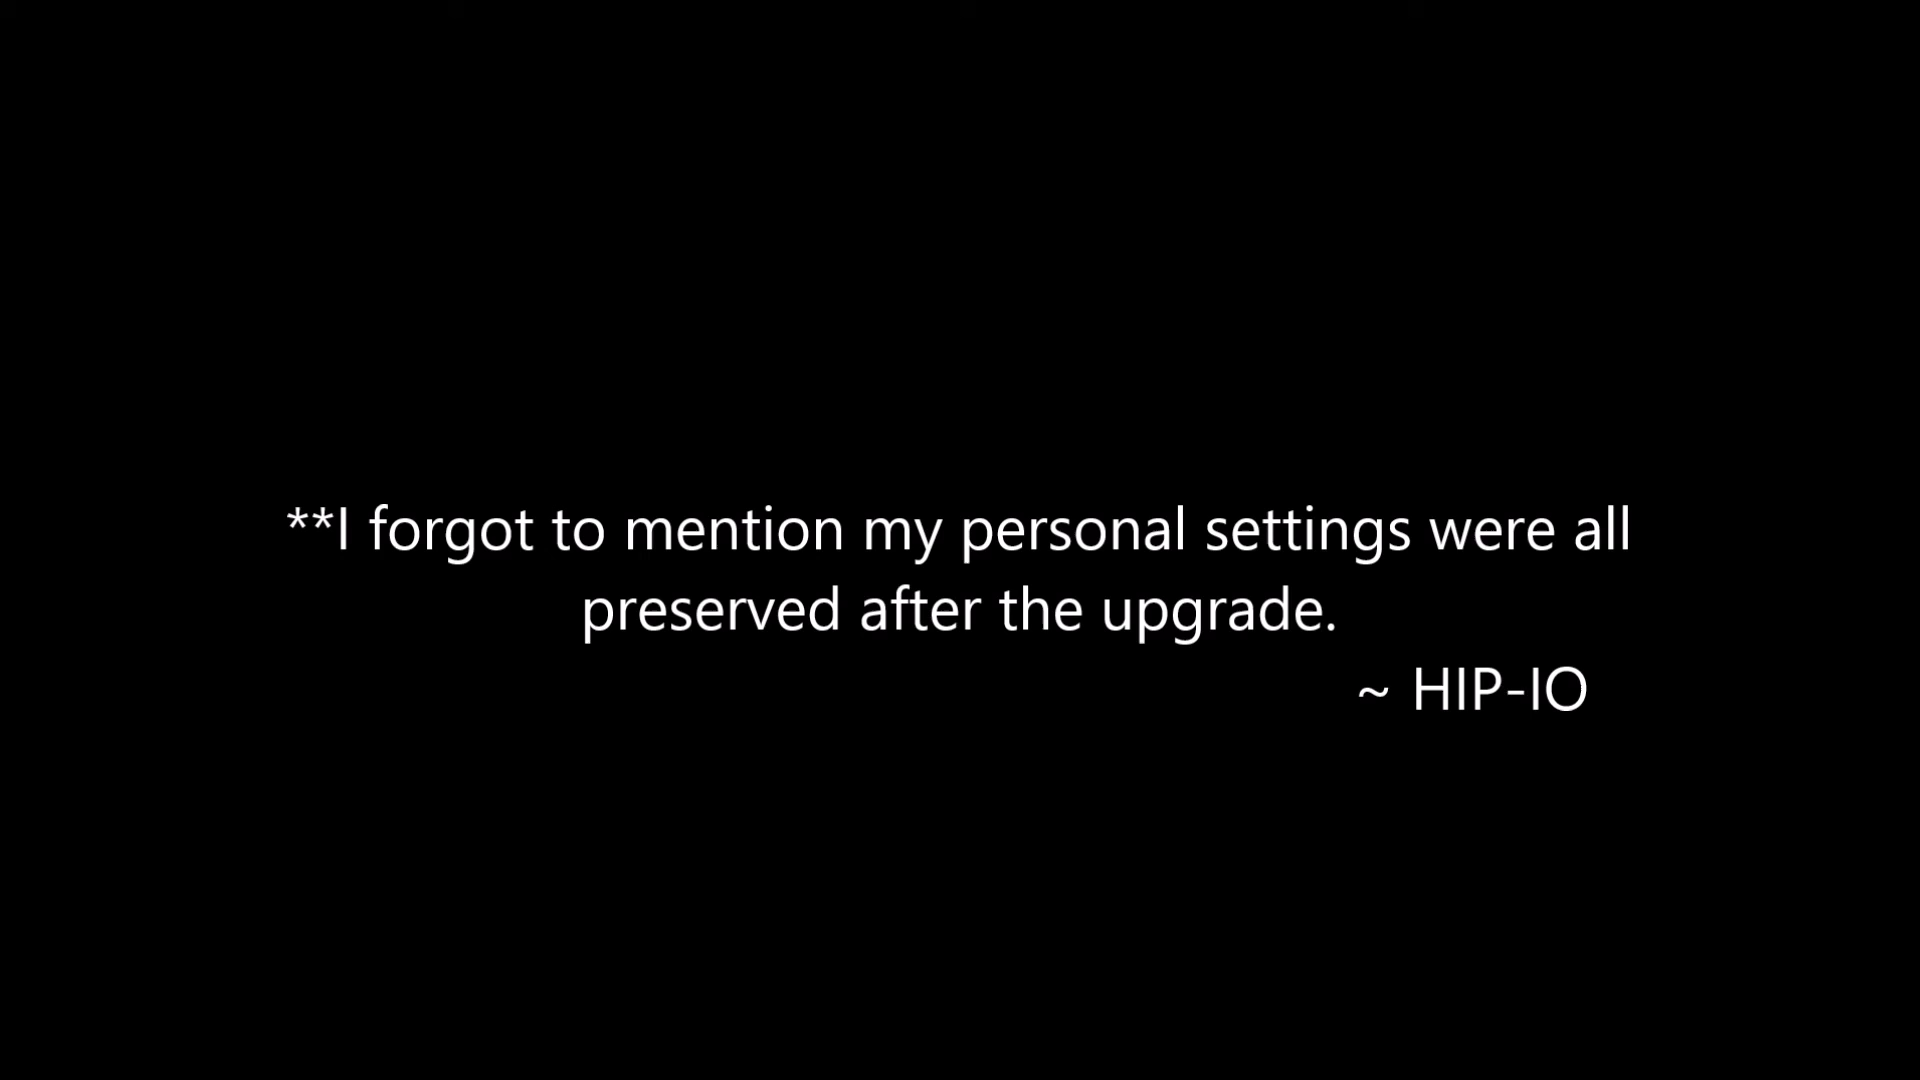 **I forgot to mention my personal settings were all
preserved after the upgrade.
~ HIP-IO